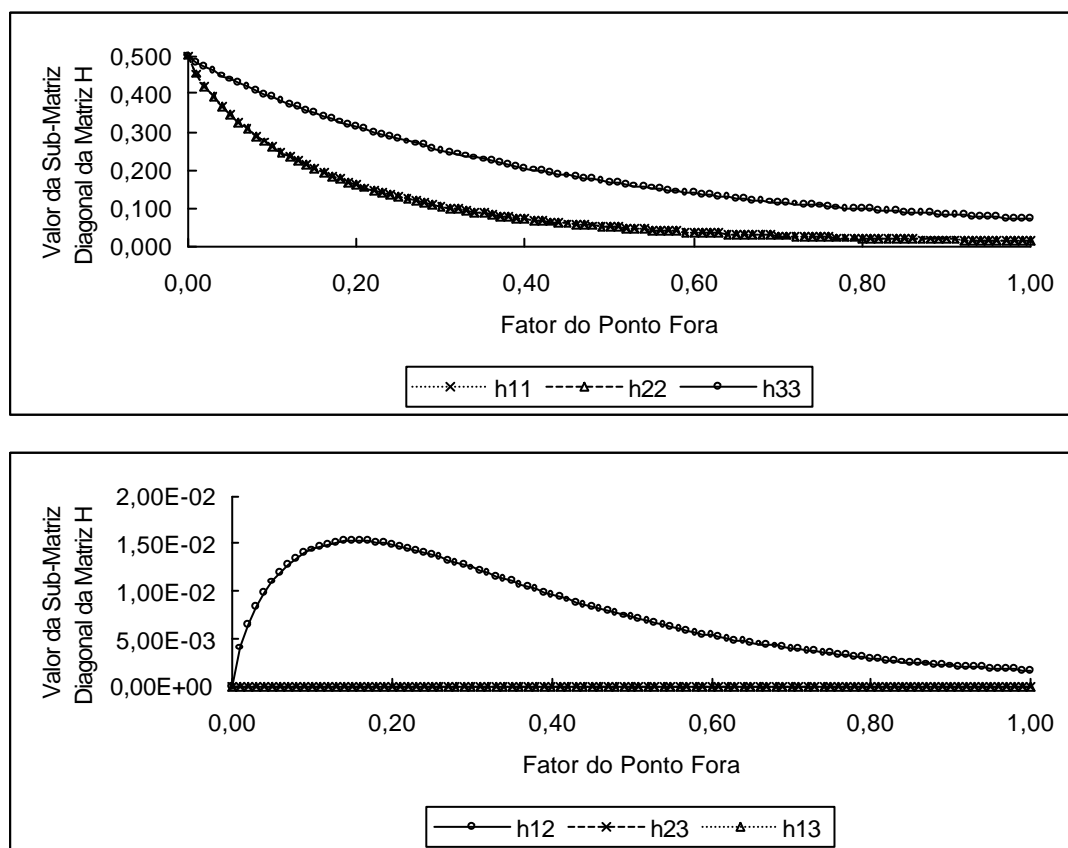 Valor da Sub-Matriz
Diagonal da Matriz H
0,500
0,400
0,300
0,200
0,100
0,000
0,00 0,20 0,40 0,60 0,80 1,00
Fator do Ponto Fora
h11 h22 h33
Valor da Sub-Matriz
Diagonal da Matriz H
2,00E-02
1,50E-02
1,00E-02
5,00E-03
0,00E+00
0,00 0,20 0,40 0,60 0,80 1,00
Fator do Ponto Fora
h12 h23 h13